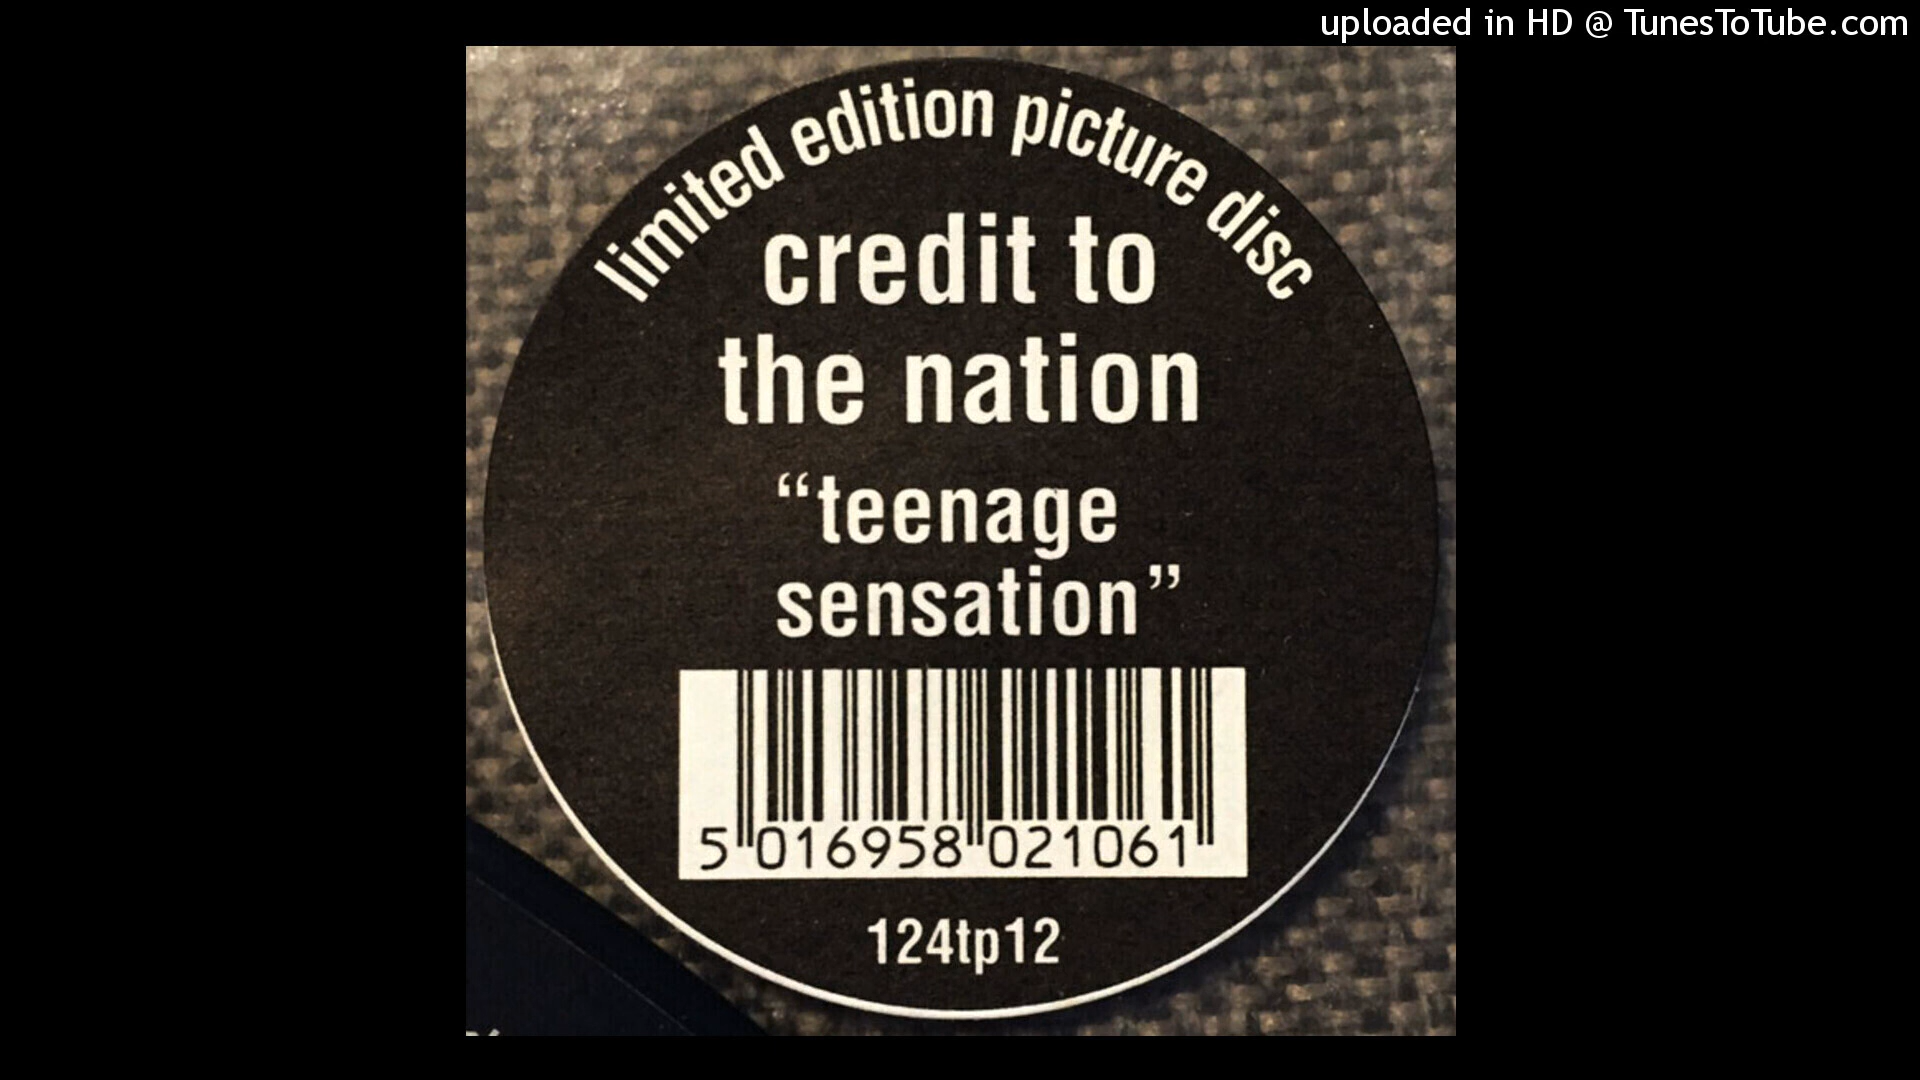 uploaded in HD @ TunesToTube.com
limited edition picture disc
credit to
the nation
“teenage
sensation”
5 016958 021061
124tp12